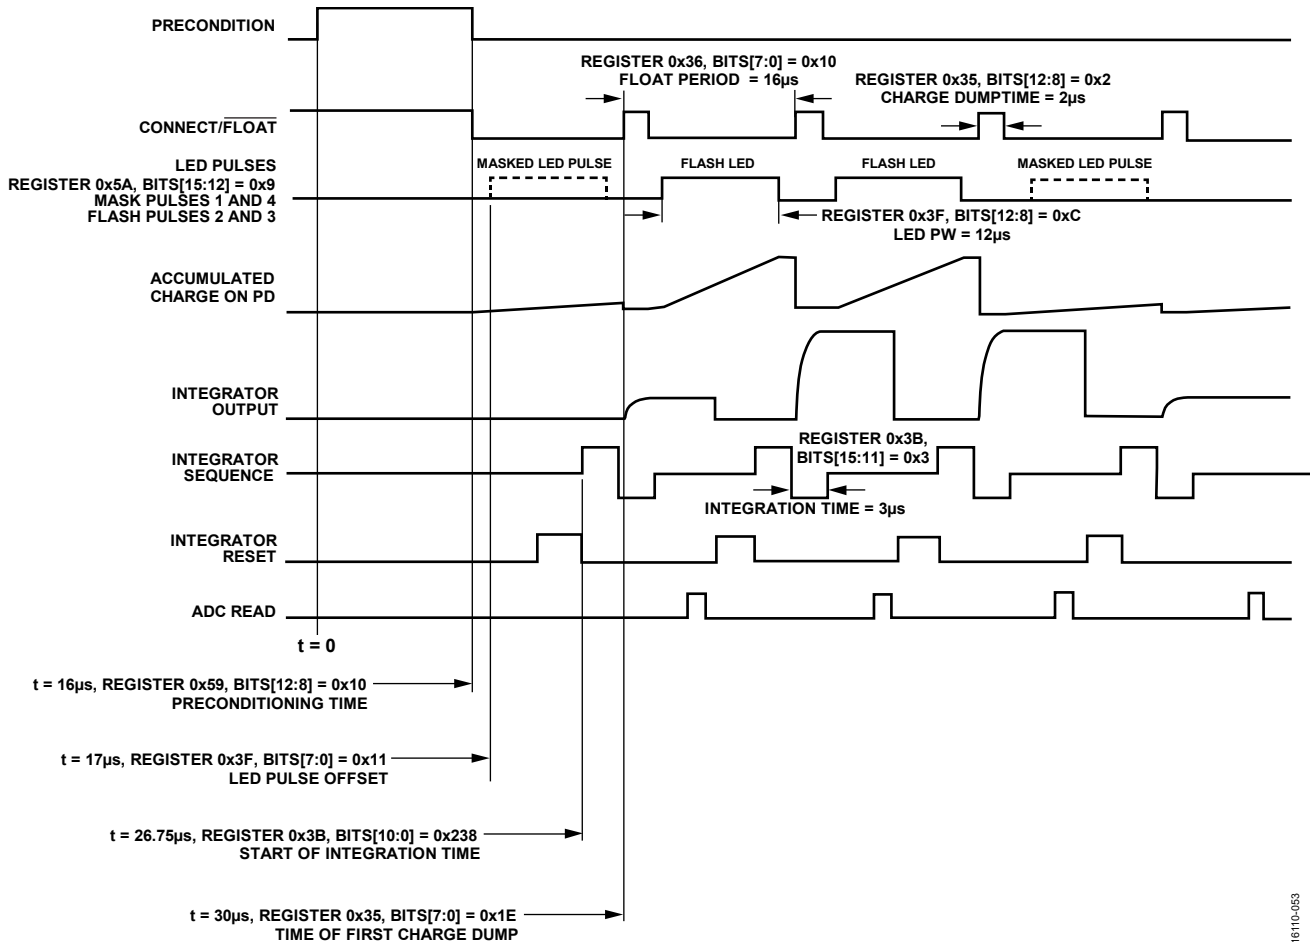 PRECONDITION
REGISTER 0x36, BITS[7:0] = 0x10
FLOAT PERIOD = 16µs
REGISTER 0x35, BITS[12:8] = 0x2
CHARGE DUMPTIME = 2µs
CONNECT/FLOAT
LED PULSES
REGISTER 0x5A, BITS[15:12] = 0x9
MASK PULSES 1 AND 4
FLASH PULSES 2 AND 3
MASKED LED PULSE
FLASH LED
FLASH LED
MASKED LED PULSE
REGISTER 0x3F, BITS[12:8] = 0xC
LED PW = 12µs
ACCUMULATED
CHARGE ON PD
INTEGRATOR
OUTPUT
REGISTER 0x3B,
BITS[15:11] = 0x3
INTEGRATOR
SEQUENCE
INTEGRATION TIME = 3µs
INTEGRATOR
RESET
ADC READ
t = 0
t = 16µs, REGISTER 0x59, BITS[12:8] = 0x10
PRECONDITIONING TIME
t = 17µs, REGISTER 0x3F, BITS[7:0] = 0x11
LED PULSE OFFSET
t = 26.75µs, REGISTER 0x3B, BITS[10:0] = 0x238
START OF INTEGRATION TIME
t = 30µs, REGISTER 0x35, BITS[7:0] = 0x1E
TIME OF FIRST CHARGE DUMP
16110-053